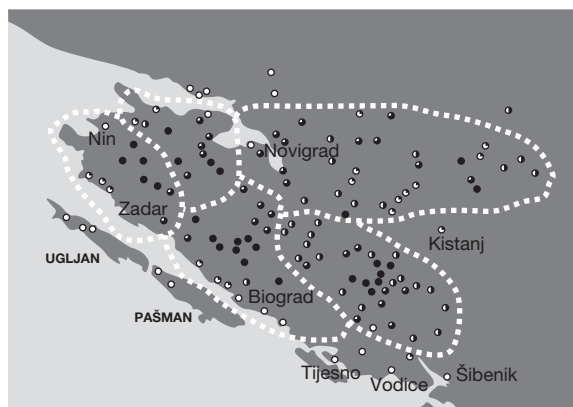 Nin
Novigrad
Zadar
Kistanj
UGLJAN
Biograd
PAŠMAN
Tijesno
Šibenik
Vodice